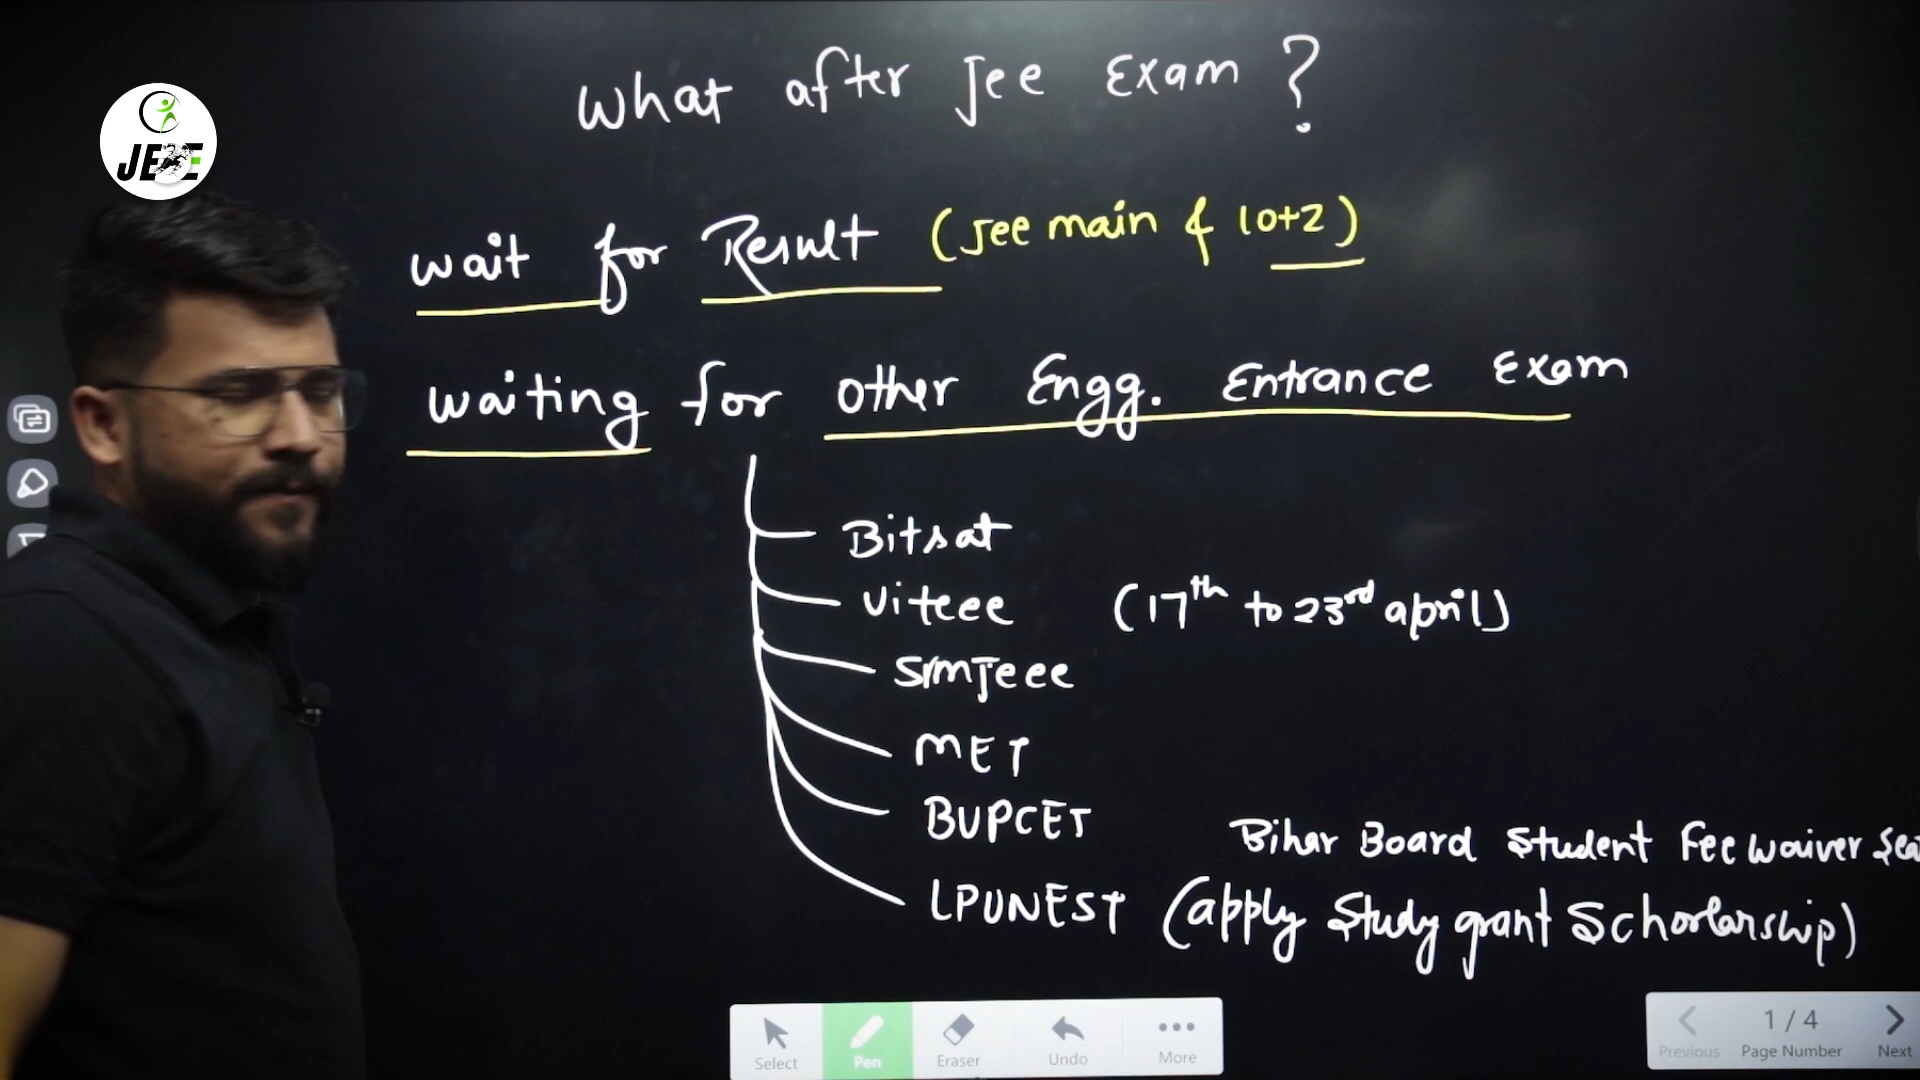 What after Jee Exam ?
JEE
wait for Result (Jee main & 10+2)
waiting for other Engg. Entrance Exam
Bitsat
Viteee (17th to 23rd april)
SrmJeee
MET
BUPCET
Bihar Board Student Fee Waiver
LPUNEST (apply Study grant Schorlarship)
Select Pen Eraser Undo More
1 / 4
Previous Page Number Next